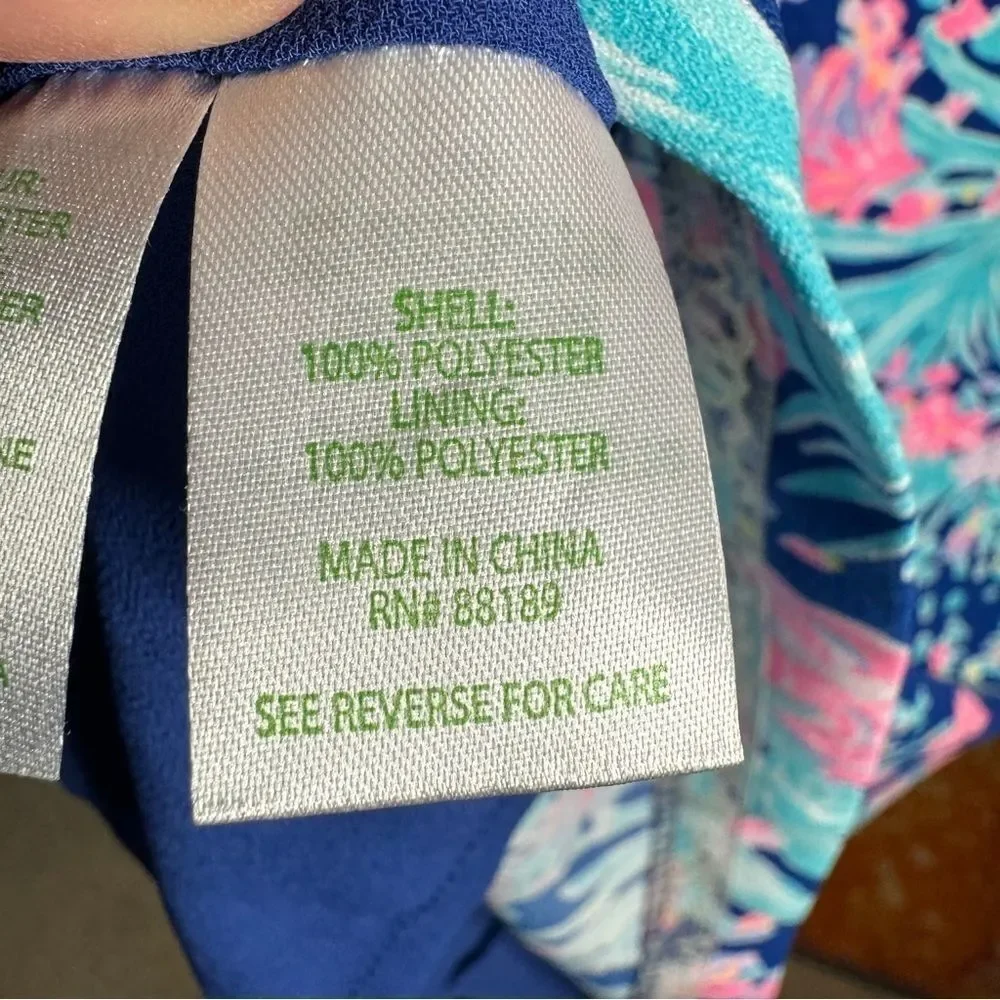 SHELL:
100% POLYESTER
LINING:
100% POLYESTER
MADE IN CHINA
RN# 88189
SEE REVERSE FOR CARE